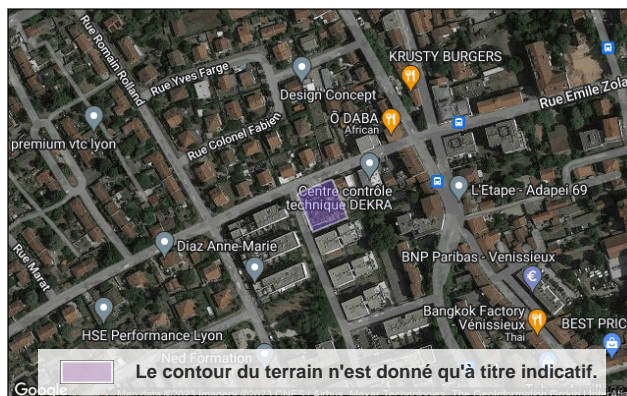 Rue Romain Rolland
Rue Yves Farge
KRUSTY BURGERS
Design Concept
Rue Emile Zola
Ô DABA
African
premium vtc lyon
Rue Colonel Fabien
Centre contrôle
technique DEKRA
L'Etape - Adapei 69
Diaz Anne-Marie
BNP Paribas - Venissieux
€
Rue Marat
Bangkok Factory
Vénissieux
Thai
BEST PRIC
HSE Performance Lyon
Ned Formation
Le contour du terrain n'est donné qu'à titre indicatif.
Google